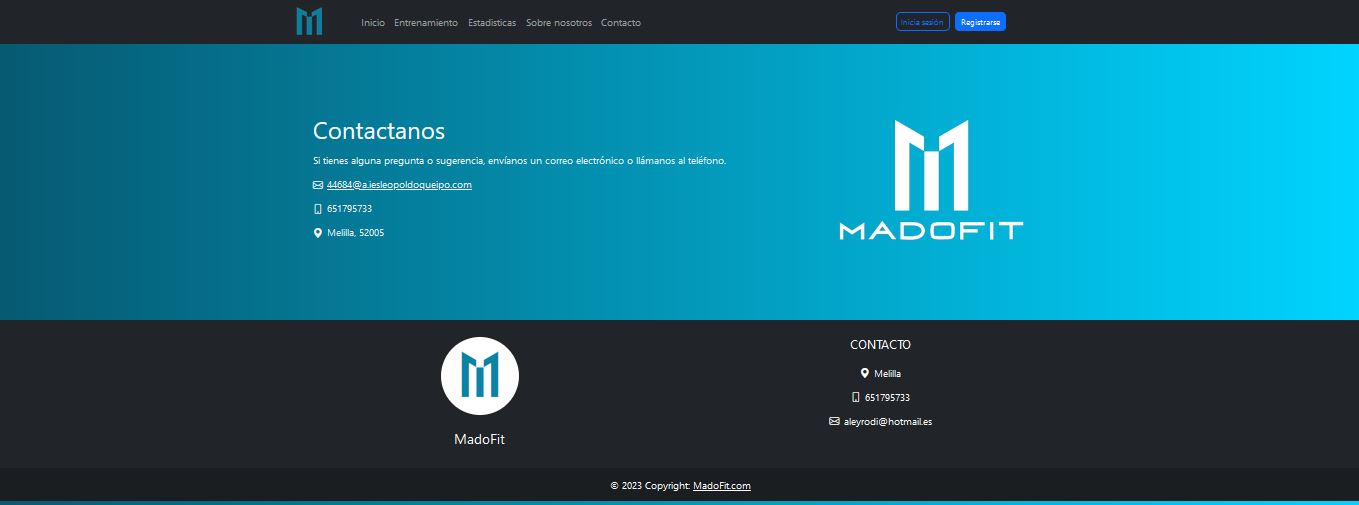 Inicio Entrenamiento Estadisticas Sobre nosotros Contacto Inicia sesión Registrarse
Contactanos
Si tienes alguna pregunta o sugerencia, envíanos un correo electrónico o llámanos al teléfono.
44684@a.iesleopoldoqueipo.com
651795733
Melilla, 52005
MADOFIT
MadoFit
CONTACTO
Melilla
651795733
aleyrodi@hotmail.es
© 2023 Copyright: MadoFit.com